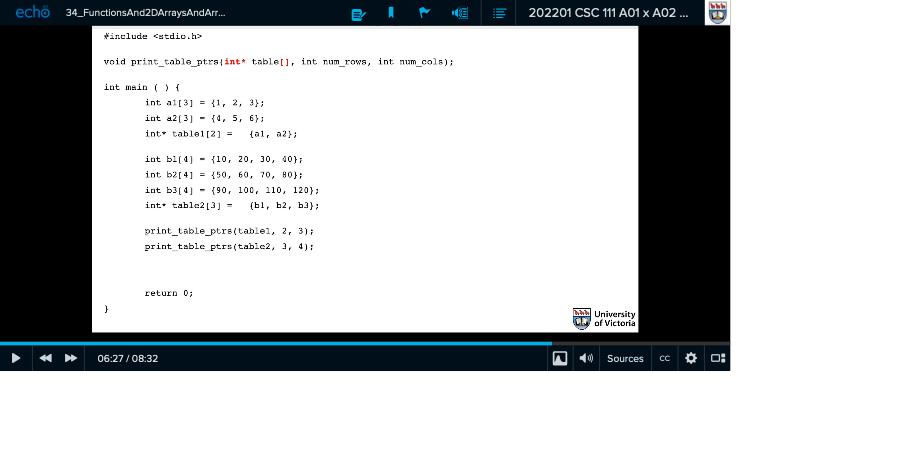 echo 34_FunctionsAnd2DArraysAndArr... 202201 CSC 111 A01 x A02 ...
#include <stdio.h>
void print_table_ptrs(int* table[], int num_rows, int num_cols);
int main ( ) {
int a1[3] = {1, 2, 3};
int a2[3] = {4, 5, 6};
int* table1[2] = {a1, a2};
int b1[4] = {10, 20, 30, 40};
int b2[4] = {50, 60, 70, 80};
int b3[4] = {90, 100, 110, 120};
int* table2[3] = {b1, b2, b3};
print_table_ptrs(table1, 2, 3);
print_table_ptrs(table2, 3, 4);
return 0;
}
University
of Victoria
06:27 / 08:32 Sources CC